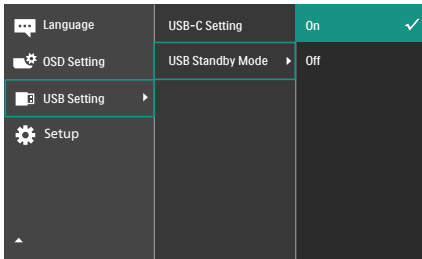 Language
OSD Setting
USB Setting
Setup
USB-C Setting
USB Standby Mode
On
Off